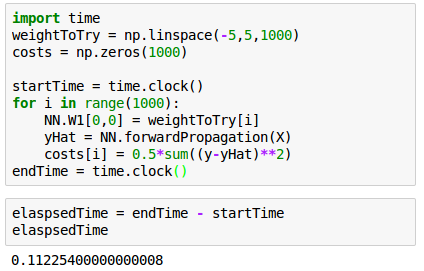 import time
weightToTry = np.linspace(-5,5,1000)
costs = np.zeros(1000)
startTime = time.clock()
for i in range(1000):
    NN.W1[0,0] = weightToTry[i]
    yHat = NN.forwardPropagation(X)
    costs[i] = 0.5*sum((y-yHat)**2)
endTime = time.clock()
elaspsedTime = endTime - startTime
elaspsedTime
0.11225400000000008